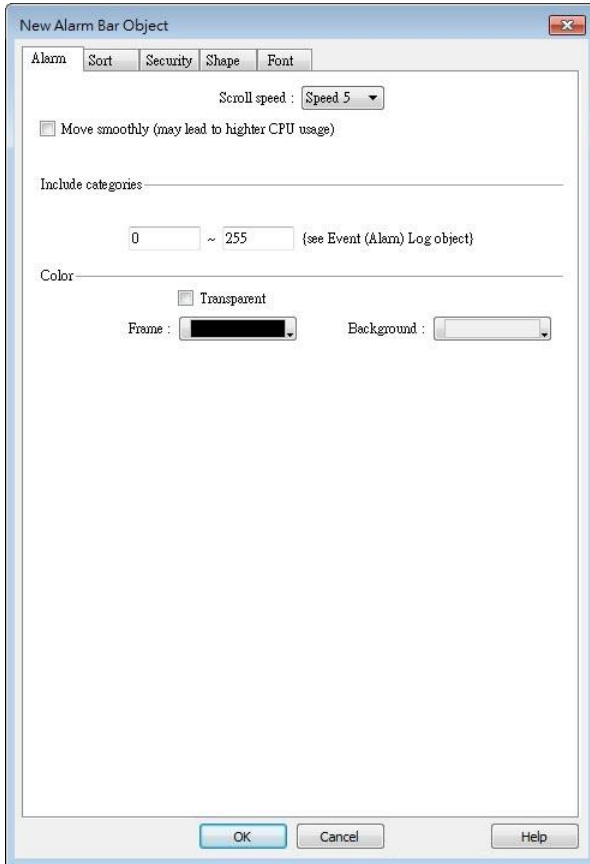 New Alarm Bar Object
Alarm Sort Security Shape Font
Scroll speed : Speed 5
Move smoothly (may lead to highter CPU usage)
Include categories
0 ~ 255 {see Event (Alam) Log object}
Color
Transparent
Frame : Background :
OK Cancel Help